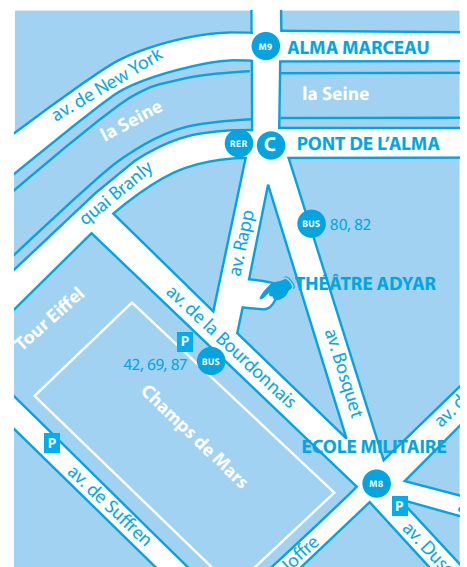 M9 ALMA MARCEAU
av. de New York
la Seine
la Seine
RER C PONT DE L’ALMA
quai Branly
BUS 80, 82
av. Rapp
THÉÂTRE ADYAR
Tour Eiffel
av. de la Bourdonnais
P
42, 69, 87 BUS
av. Bosquet
Champs de Mars
P
ECOLE MILITAIRE
av. de Suffren
M8
P